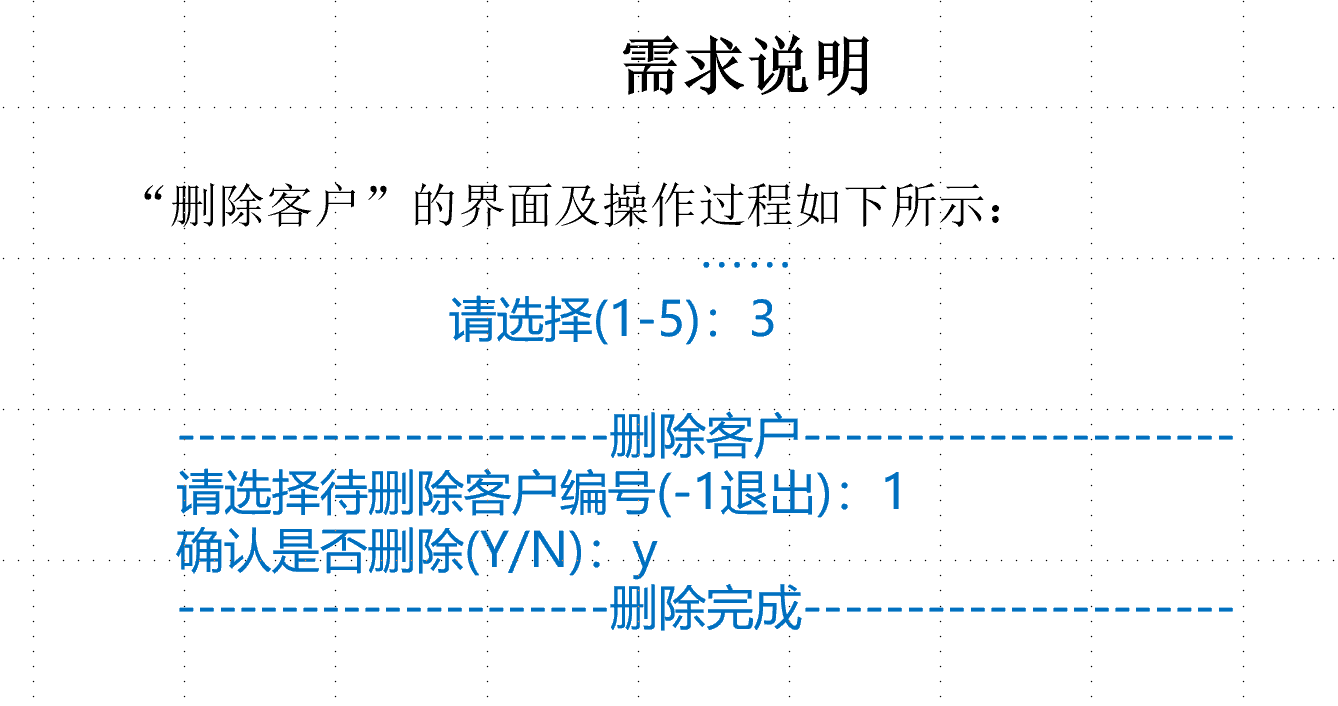 需求说明
“删除客户”的界面及操作过程如下所示：
……
请选择(1-5)：3
---------------------删除客户---------------------
请选择待删除客户编号(-1退出)：1
确认是否删除(Y/N)：y
---------------------删除完成---------------------